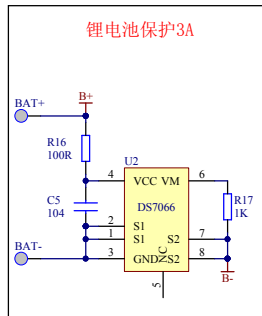 锂电池保护3A
BAT+
B+
R16
100R
U2
4
VCC
VM
6
DS7066
C5
104
R17
1K
2
S1
1
S1
S2
7
3
GND
NC
S2
8
BAT-
5
B-